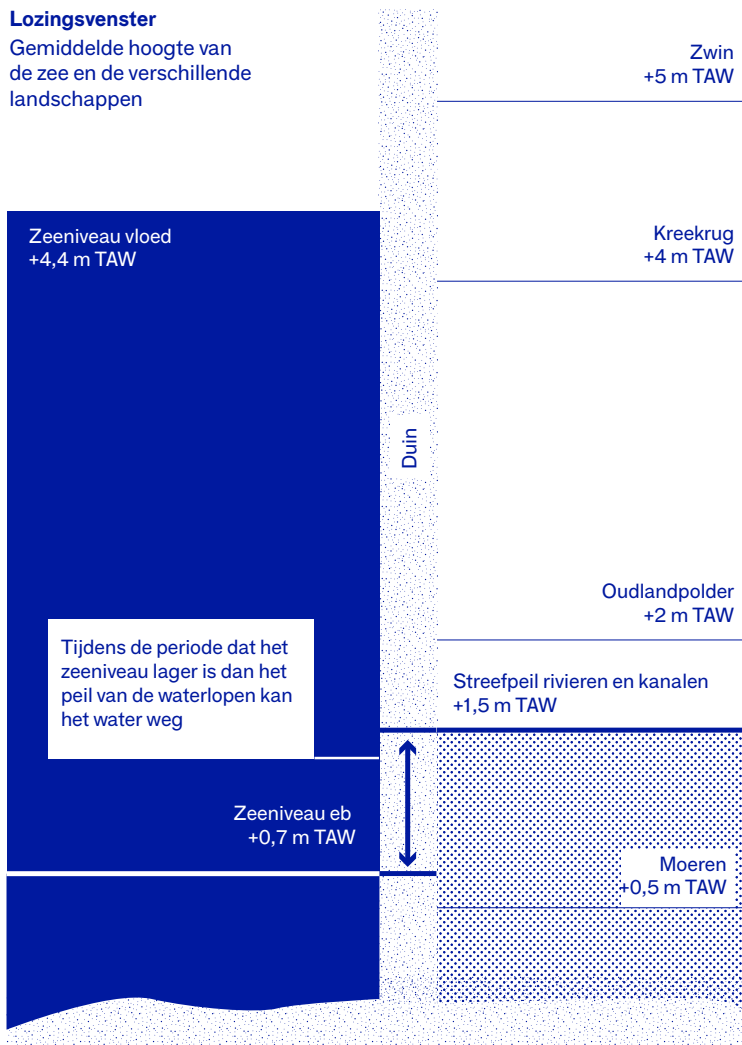 Lozingsvenster
Gemiddelde hoogte van
de zee en de verschillende
landschappen
Zwin
+5 m TAW
Zeeniveau vloed
+4,4 m TAW
Kreekrug
+4 m TAW
Duin
Oudlandpolder
+2 m TAW
Tijdens de periode dat het
zeeniveau lager is dan het
peil van de waterlopen kan
het water weg
Streefpeil rivieren en kanalen
+1,5 m TAW
Zeeniveau eb
+0,7 m TAW
Moeren
+0,5 m TAW